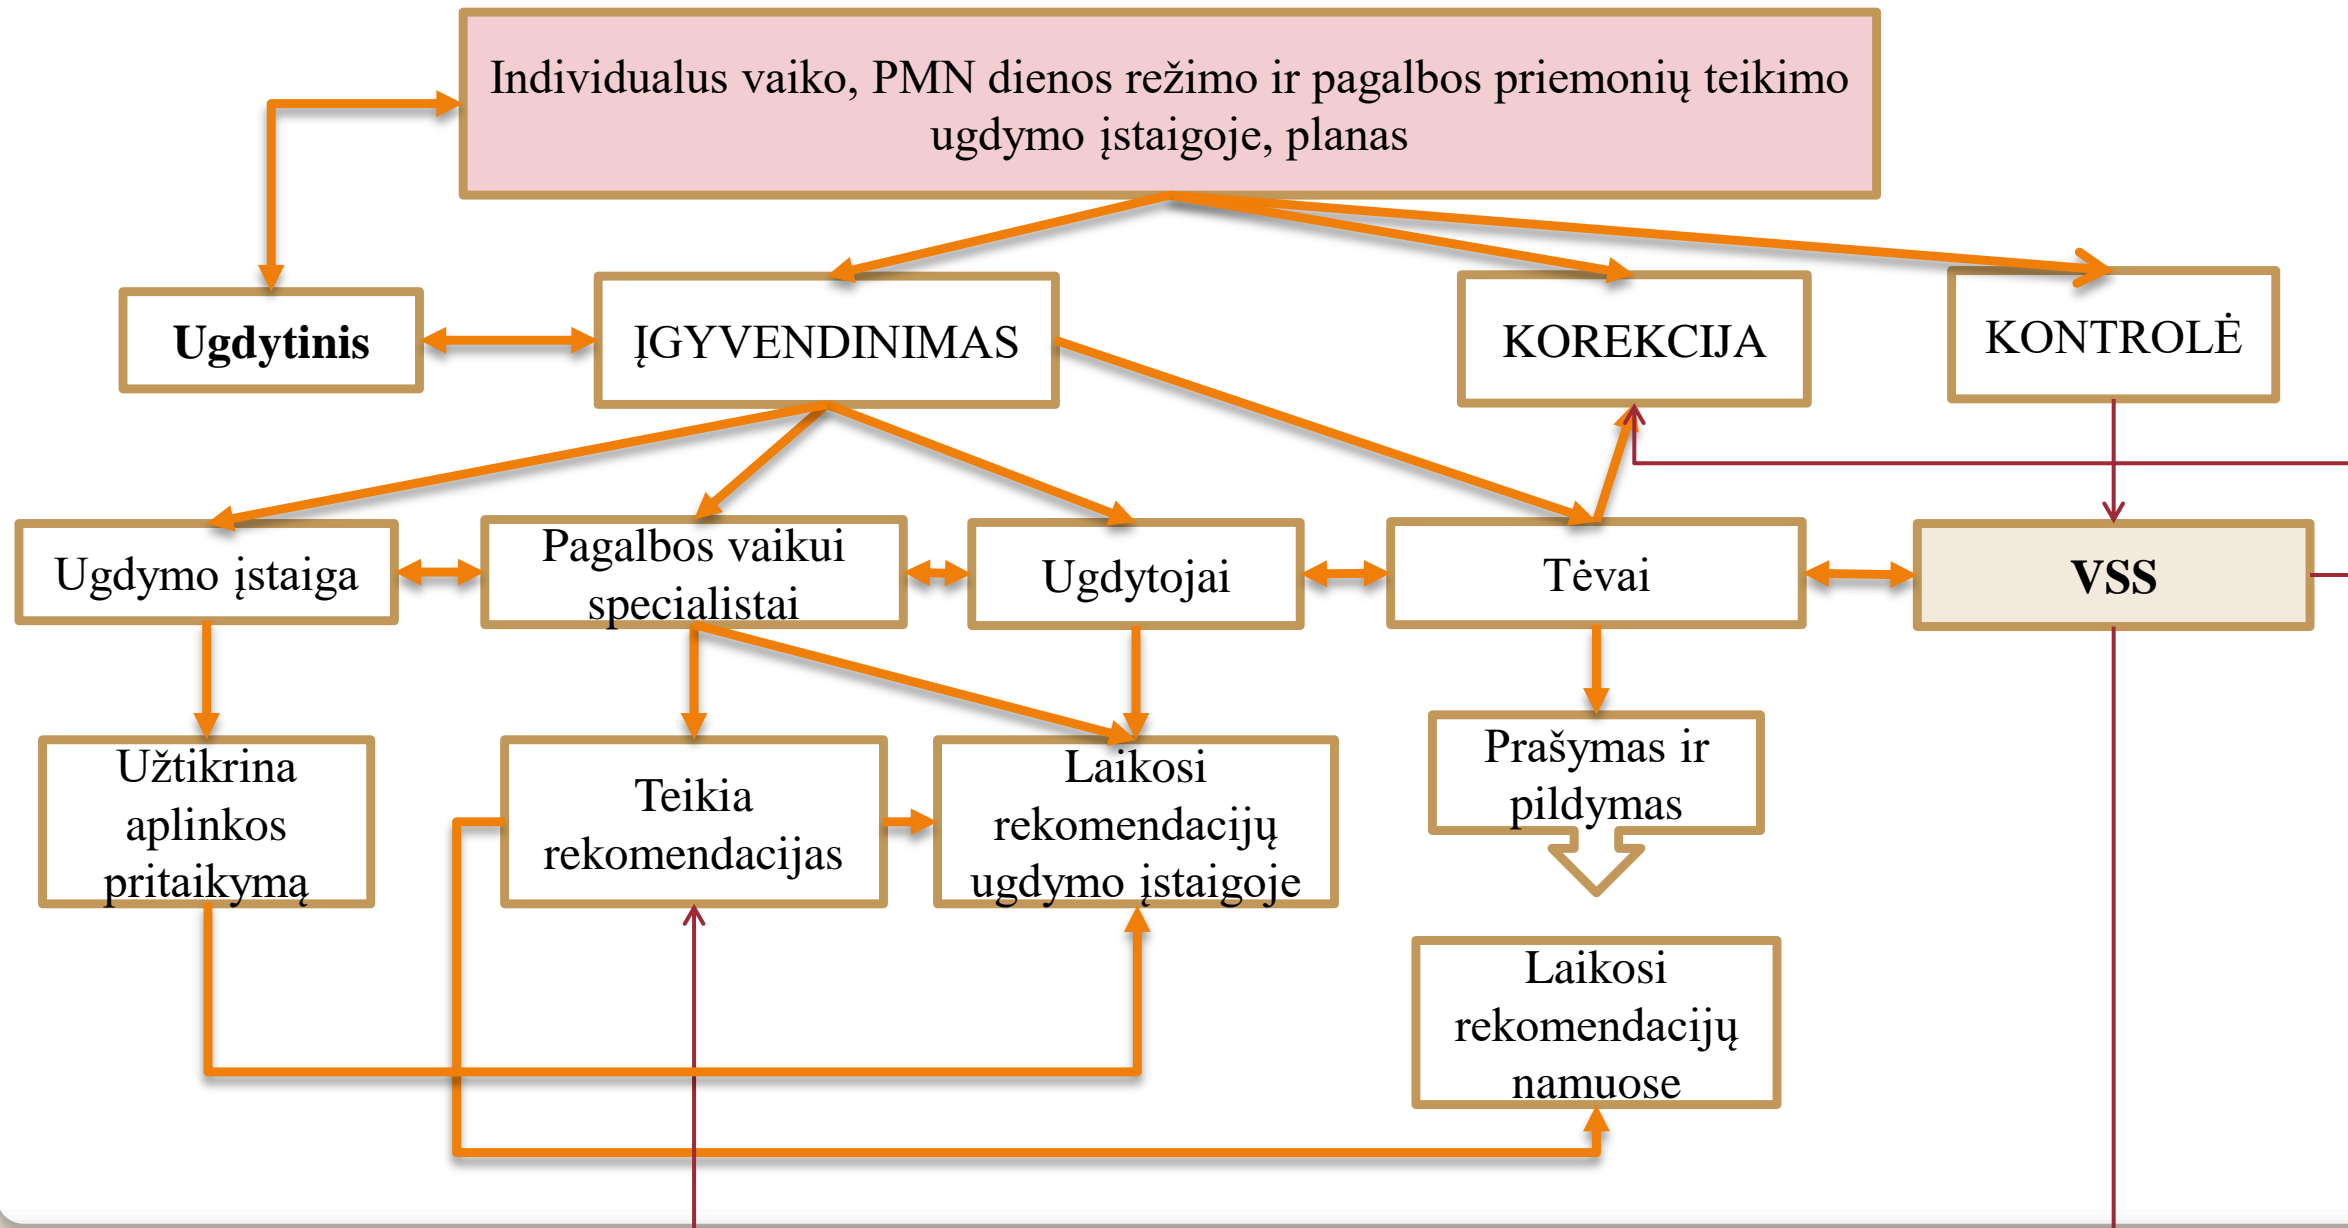 Individualus vaiko, PMN dienos režimo ir pagalbos priemonių teikimo
ugdymo įstaigoje, planas
Ugdytinis
ĮGYVENDINIMAS
KOREKCIJA
KONTROLĖ
Ugdymo įstaiga
Pagalbos vaikui
specialistai
Ugdytojai
Tėvai
VSS
Užtikrina
aplinkos
pritaikymą
Teikia
rekomendacijas
Laikosi
rekomendacijų
ugdymo įstaigoje
Prašymas ir
pildymas
Laikosi
rekomendacijų
namuose